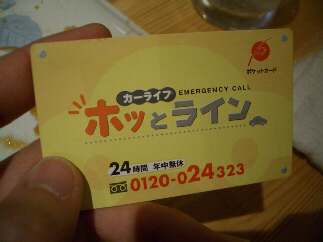 ポケットカード
カーライフ EMERGENCY CALL
ホッとライン
24時間 年中無休
0120-024323